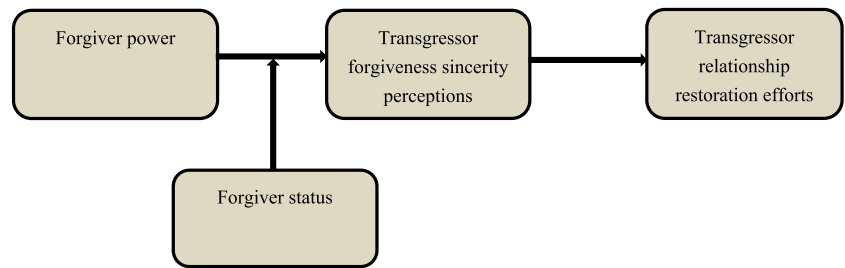 Forgiver power
Transgressor
forgiveness sincerity
perceptions
Transgressor
relationship
restoration efforts
Forgiver status